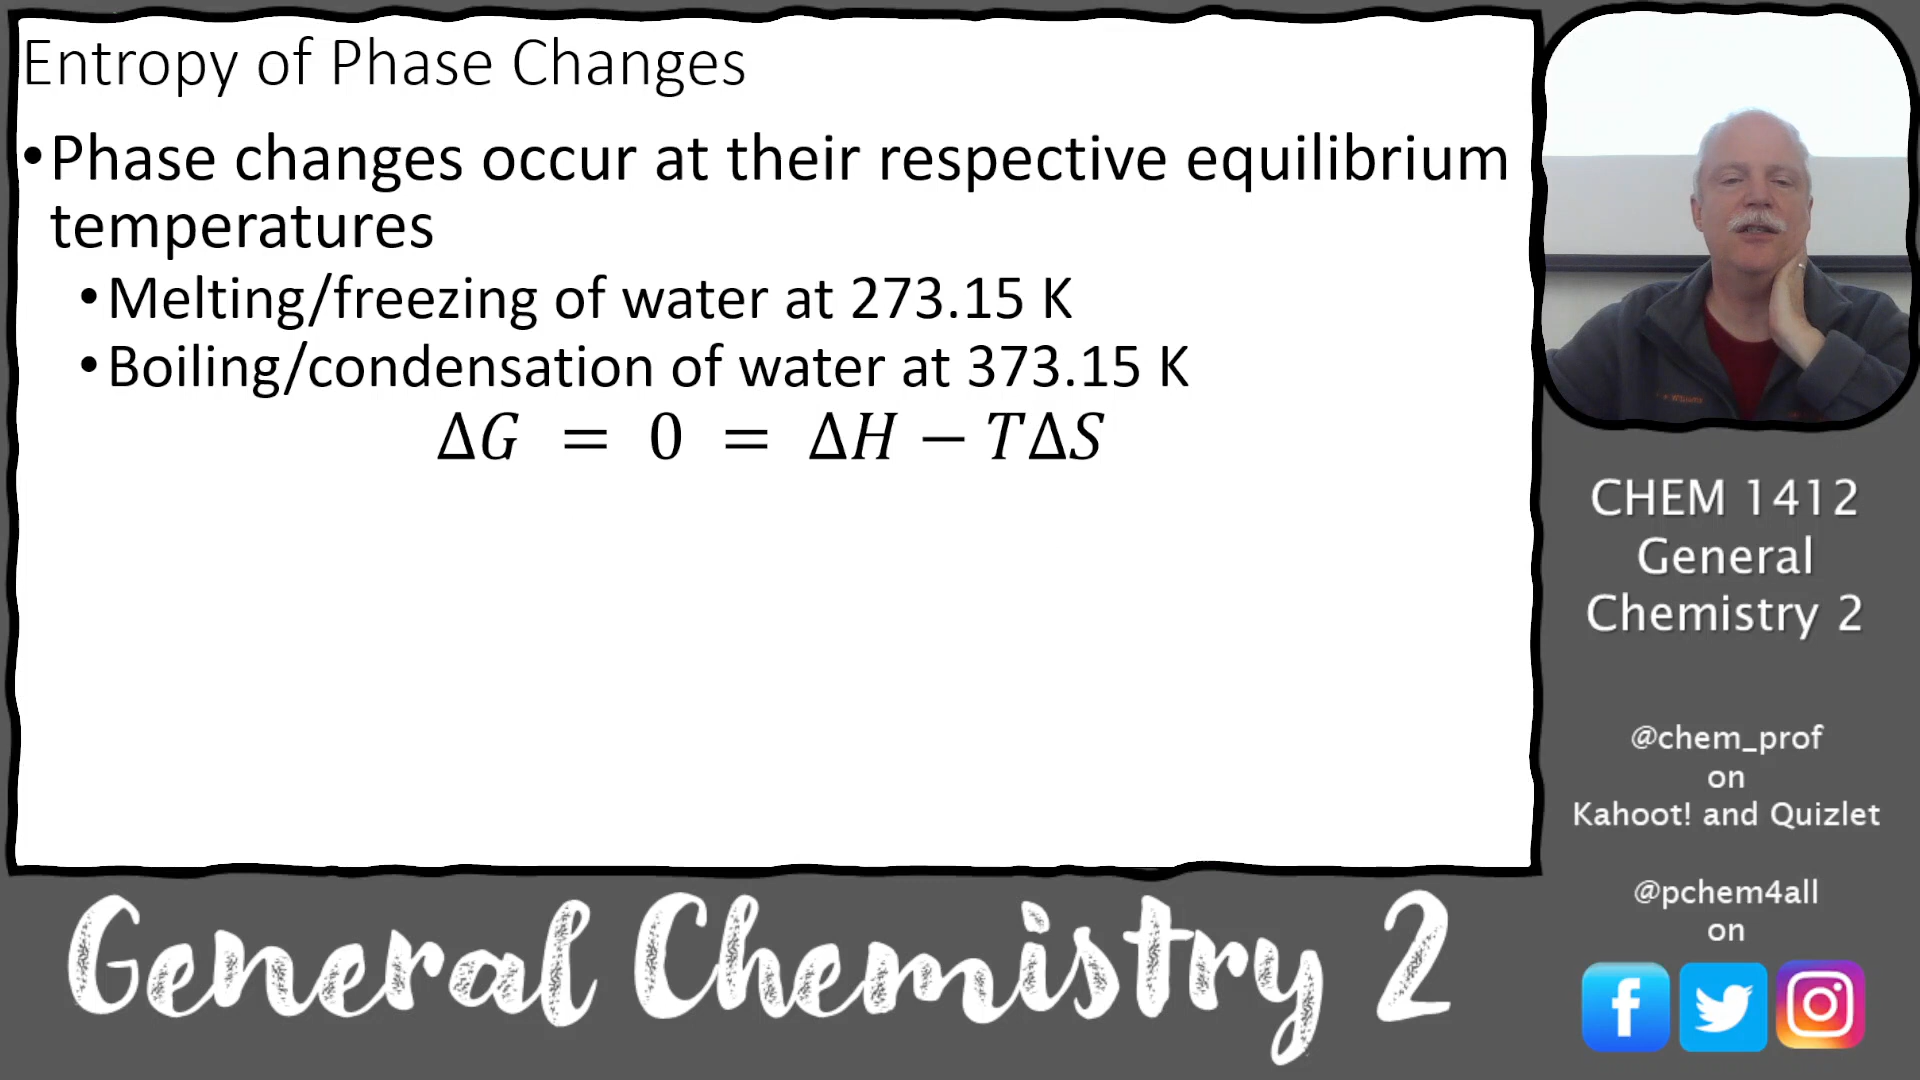 Entropy of Phase Changes
•Phase changes occur at their respective equilibrium
temperatures
•Melting/freezing of water at 273.15 K
•Boiling/condensation of water at 373.15 K
ΔG = 0 = ΔH − TΔS
CHEM 1412
General
Chemistry 2
@chem_prof
on
Kahoot! and Quizlet
@pchem4all
on
General Chemistry 2